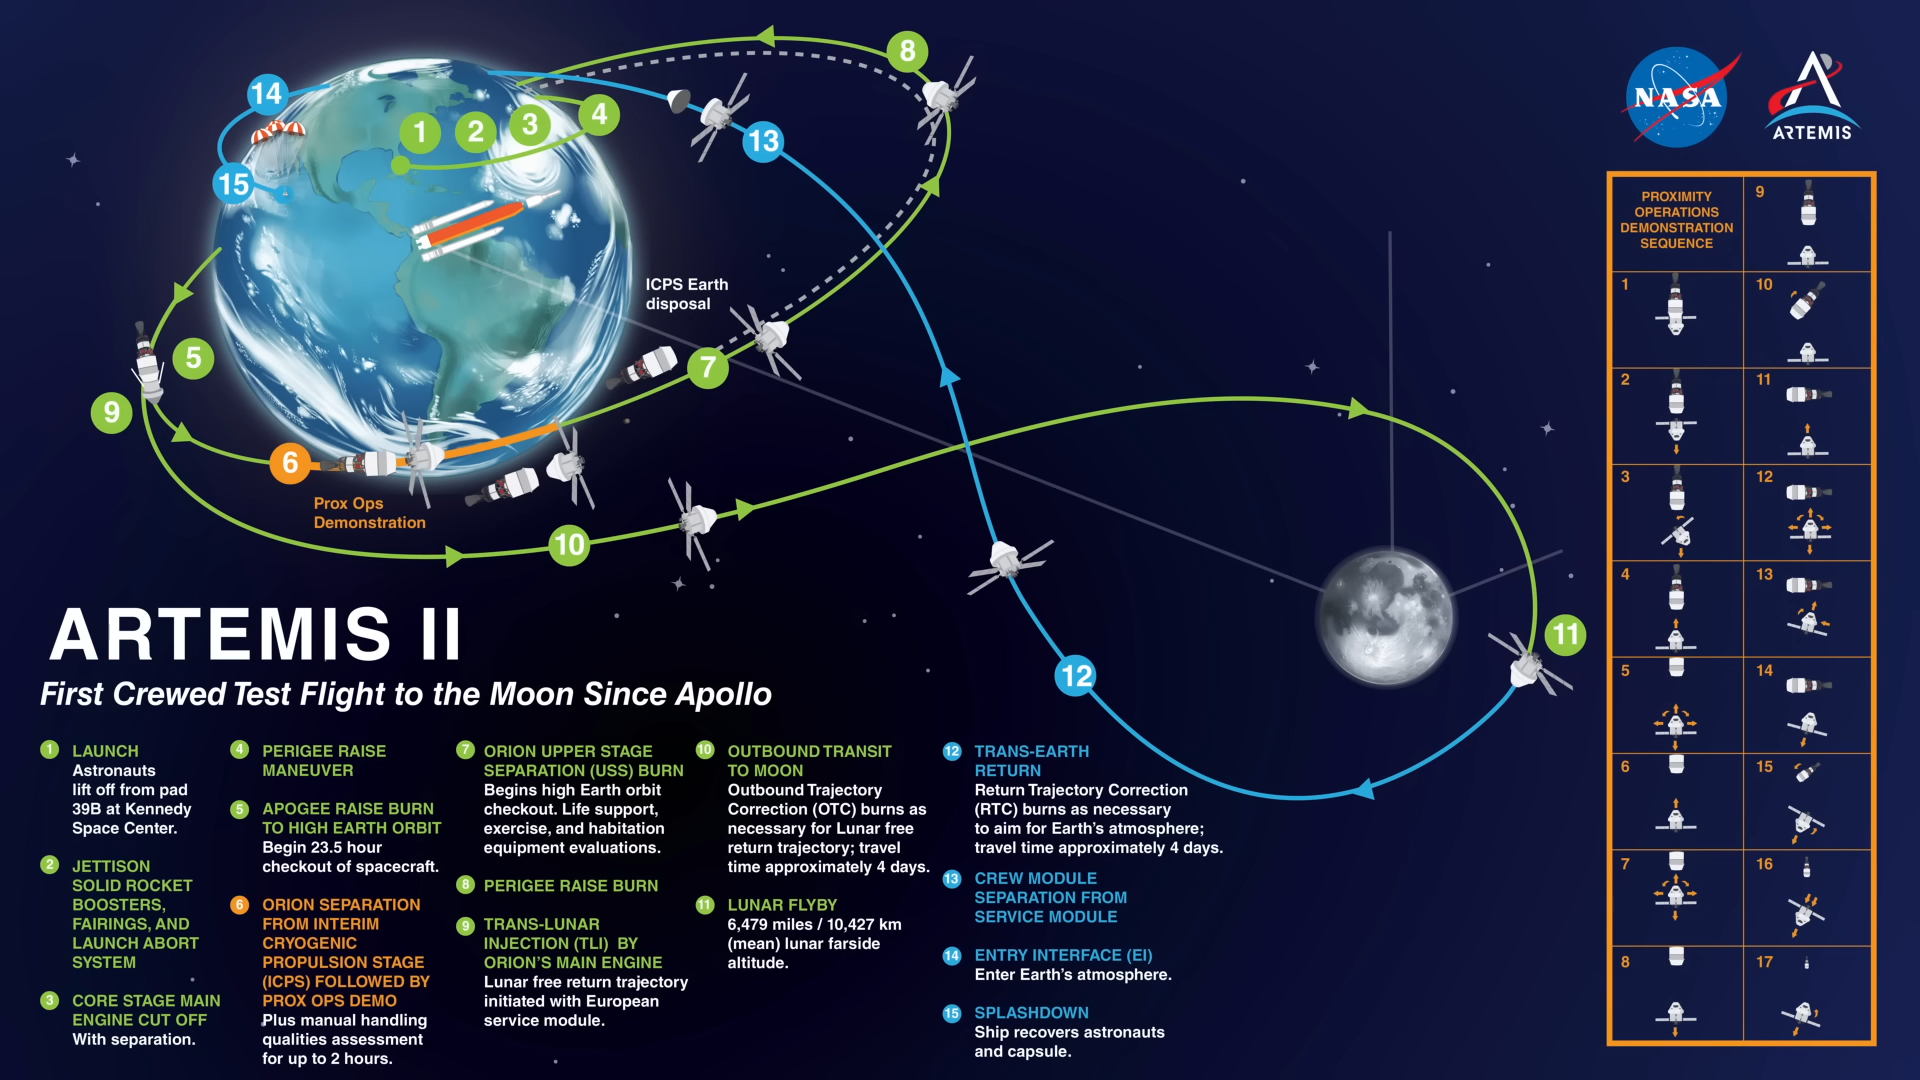 14
1
2
3
4
8
13
15
NASA
ARTEMIS
ICPS Earth
disposal
5
7
9
6
Prox Ops
Demonstration
10
12
11
ARTEMIS II
First Crewed Test Flight to the Moon Since Apollo
1 LAUNCH
Astronauts
lift off from pad
39B at Kennedy
Space Center.
2 JETTISON
SOLID ROCKET
BOOSTERS,
FAIRINGS, AND
LAUNCH ABORT
SYSTEM
3 CORE STAGE MAIN
ENGINE CUT OFF
With separation.
4 PERIGEE RAISE
MANEUVER
5 APOGEE RAISE BURN
TO HIGH EARTH ORBIT
Begin 23.5 hour
checkout of spacecraft.
6 ORION SEPARATION
FROM INTERIM
CRYOGENIC
PROPULSION STAGE
(ICPS) FOLLOWED BY
PROX OPS DEMO
Plus manual handling
qualities assessment
for up to 2 hours.
7 ORION UPPER STAGE
SEPARATION (USS) BURN
Begins high Earth orbit
checkout. Life support,
exercise, and habitation
equipment evaluations.
8 PERIGEE RAISE BURN
9 TRANS-LUNAR
INJECTION (TLI) BY
ORION'S MAIN ENGINE
Lunar free return trajectory
initiated with European
service module.
10 OUTBOUND TRANSIT
TO MOON
Outbound Trajectory
Correction (OTC) burns as
necessary for Lunar free
return trajectory; travel
time approximately 4 days.
11 LUNAR FLYBY
6,479 miles / 10,427 km
(mean) lunar farside
altitude.
12 TRANS-EARTH
RETURN
Return Trajectory Correction
(RTC) burns as necessary
to aim for Earth's atmosphere;
travel time approximately 4 days.
13 CREW MODULE
SEPARATION FROM
SERVICE MODULE
14 ENTRY INTERFACE (EI)
Enter Earth's atmosphere.
15 SPLASHDOWN
Ship recovers astronauts
and capsule.
PROXIMITY
OPERATIONS
DEMONSTRATION
SEQUENCE
1
2
3
4
5
6
7
8
9
10
11
12
13
14
15
16
17